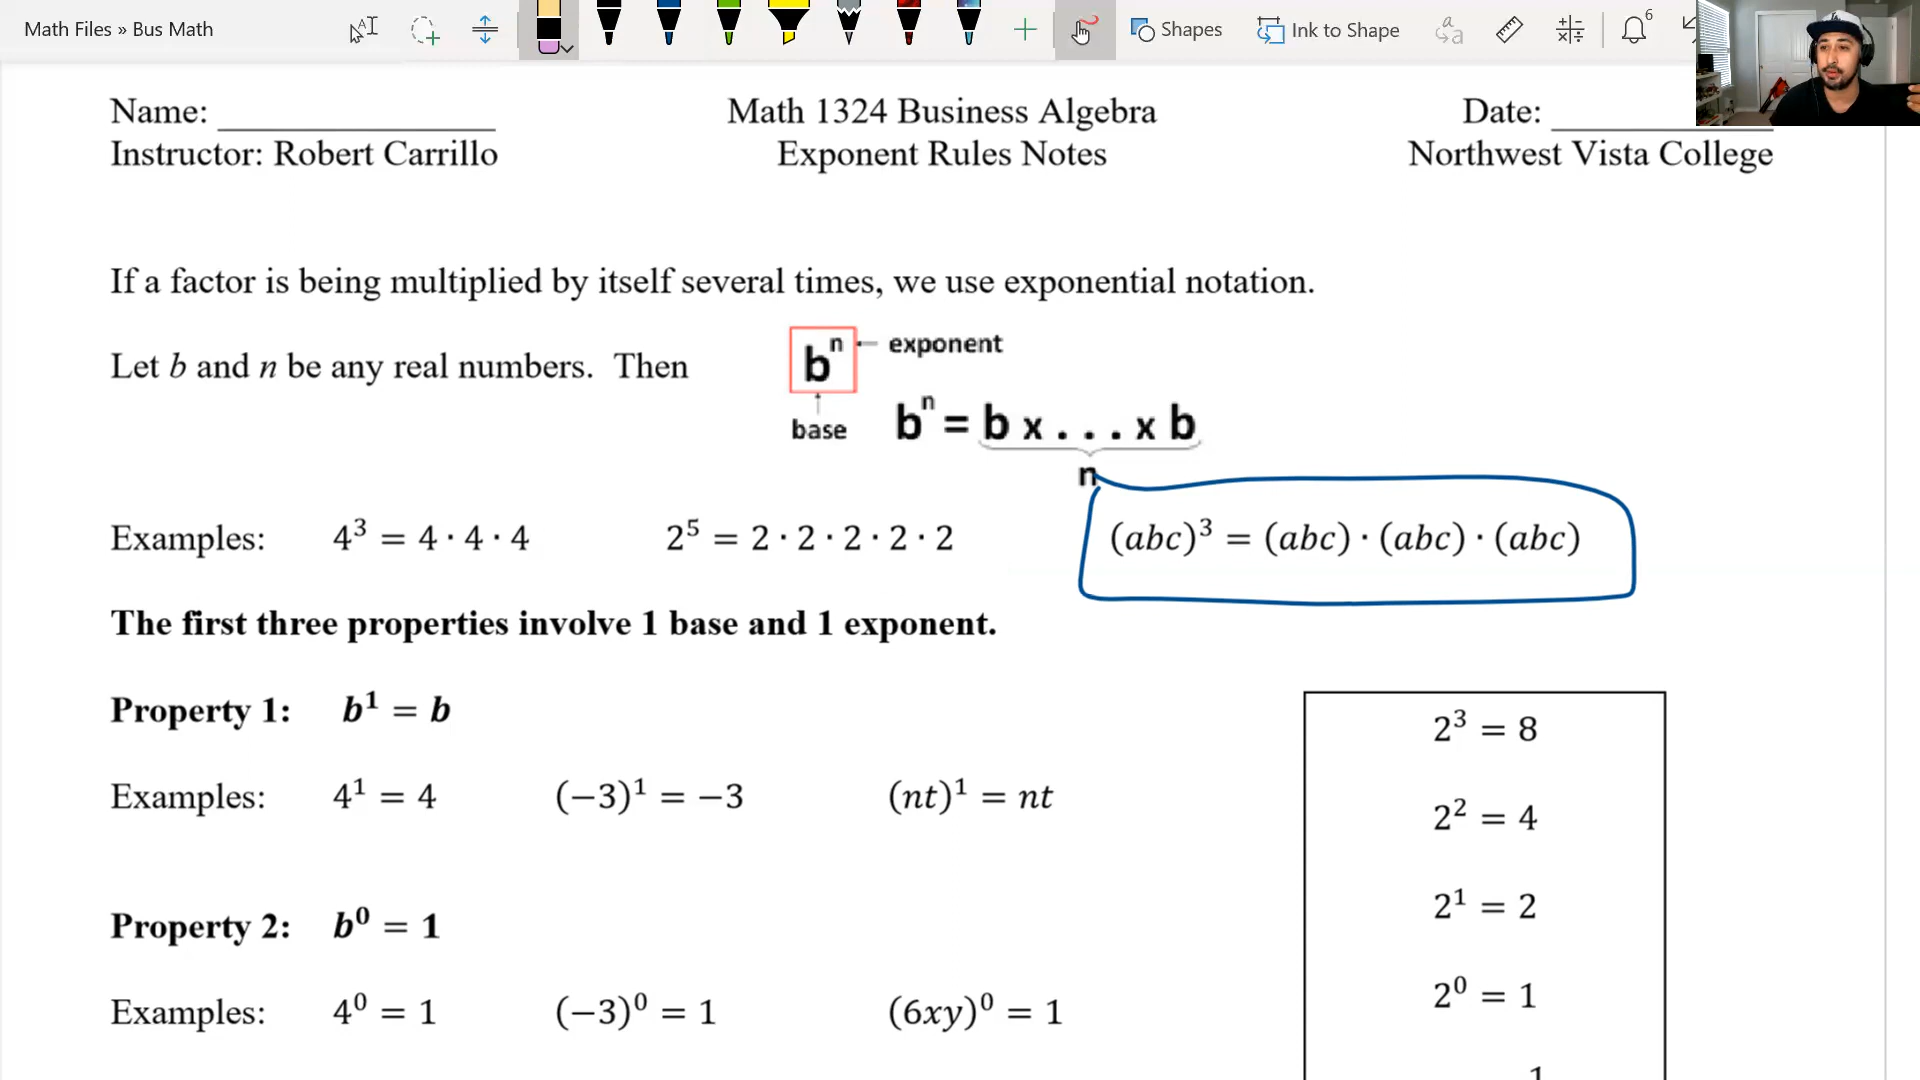 Math Files » Bus Math
Shapes
Ink to Shape
6
Name: _______________ Math 1324 Business Algebra Date: ____________
Instructor: Robert Carrillo Exponent Rules Notes Northwest Vista College
If a factor is being multiplied by itself several times, we use exponential notation.
Let b and n be any real numbers. Then
bⁿ ← exponent
base
bⁿ = b x . . . x b
n
Examples: 4³ = 4 · 4 · 4 2⁵ = 2 · 2 · 2 · 2 · 2 (abc)³ = (abc) · (abc) · (abc)
The first three properties involve 1 base and 1 exponent.
Property 1: b¹ = b
Examples: 4¹ = 4 (−3)¹ = −3 (nt)¹ = nt
Property 2: b⁰ = 1
Examples: 4⁰ = 1 (−3)⁰ = 1 (6xy)⁰ = 1
2³ = 8
2² = 4
2¹ = 2
2⁰ = 1
1